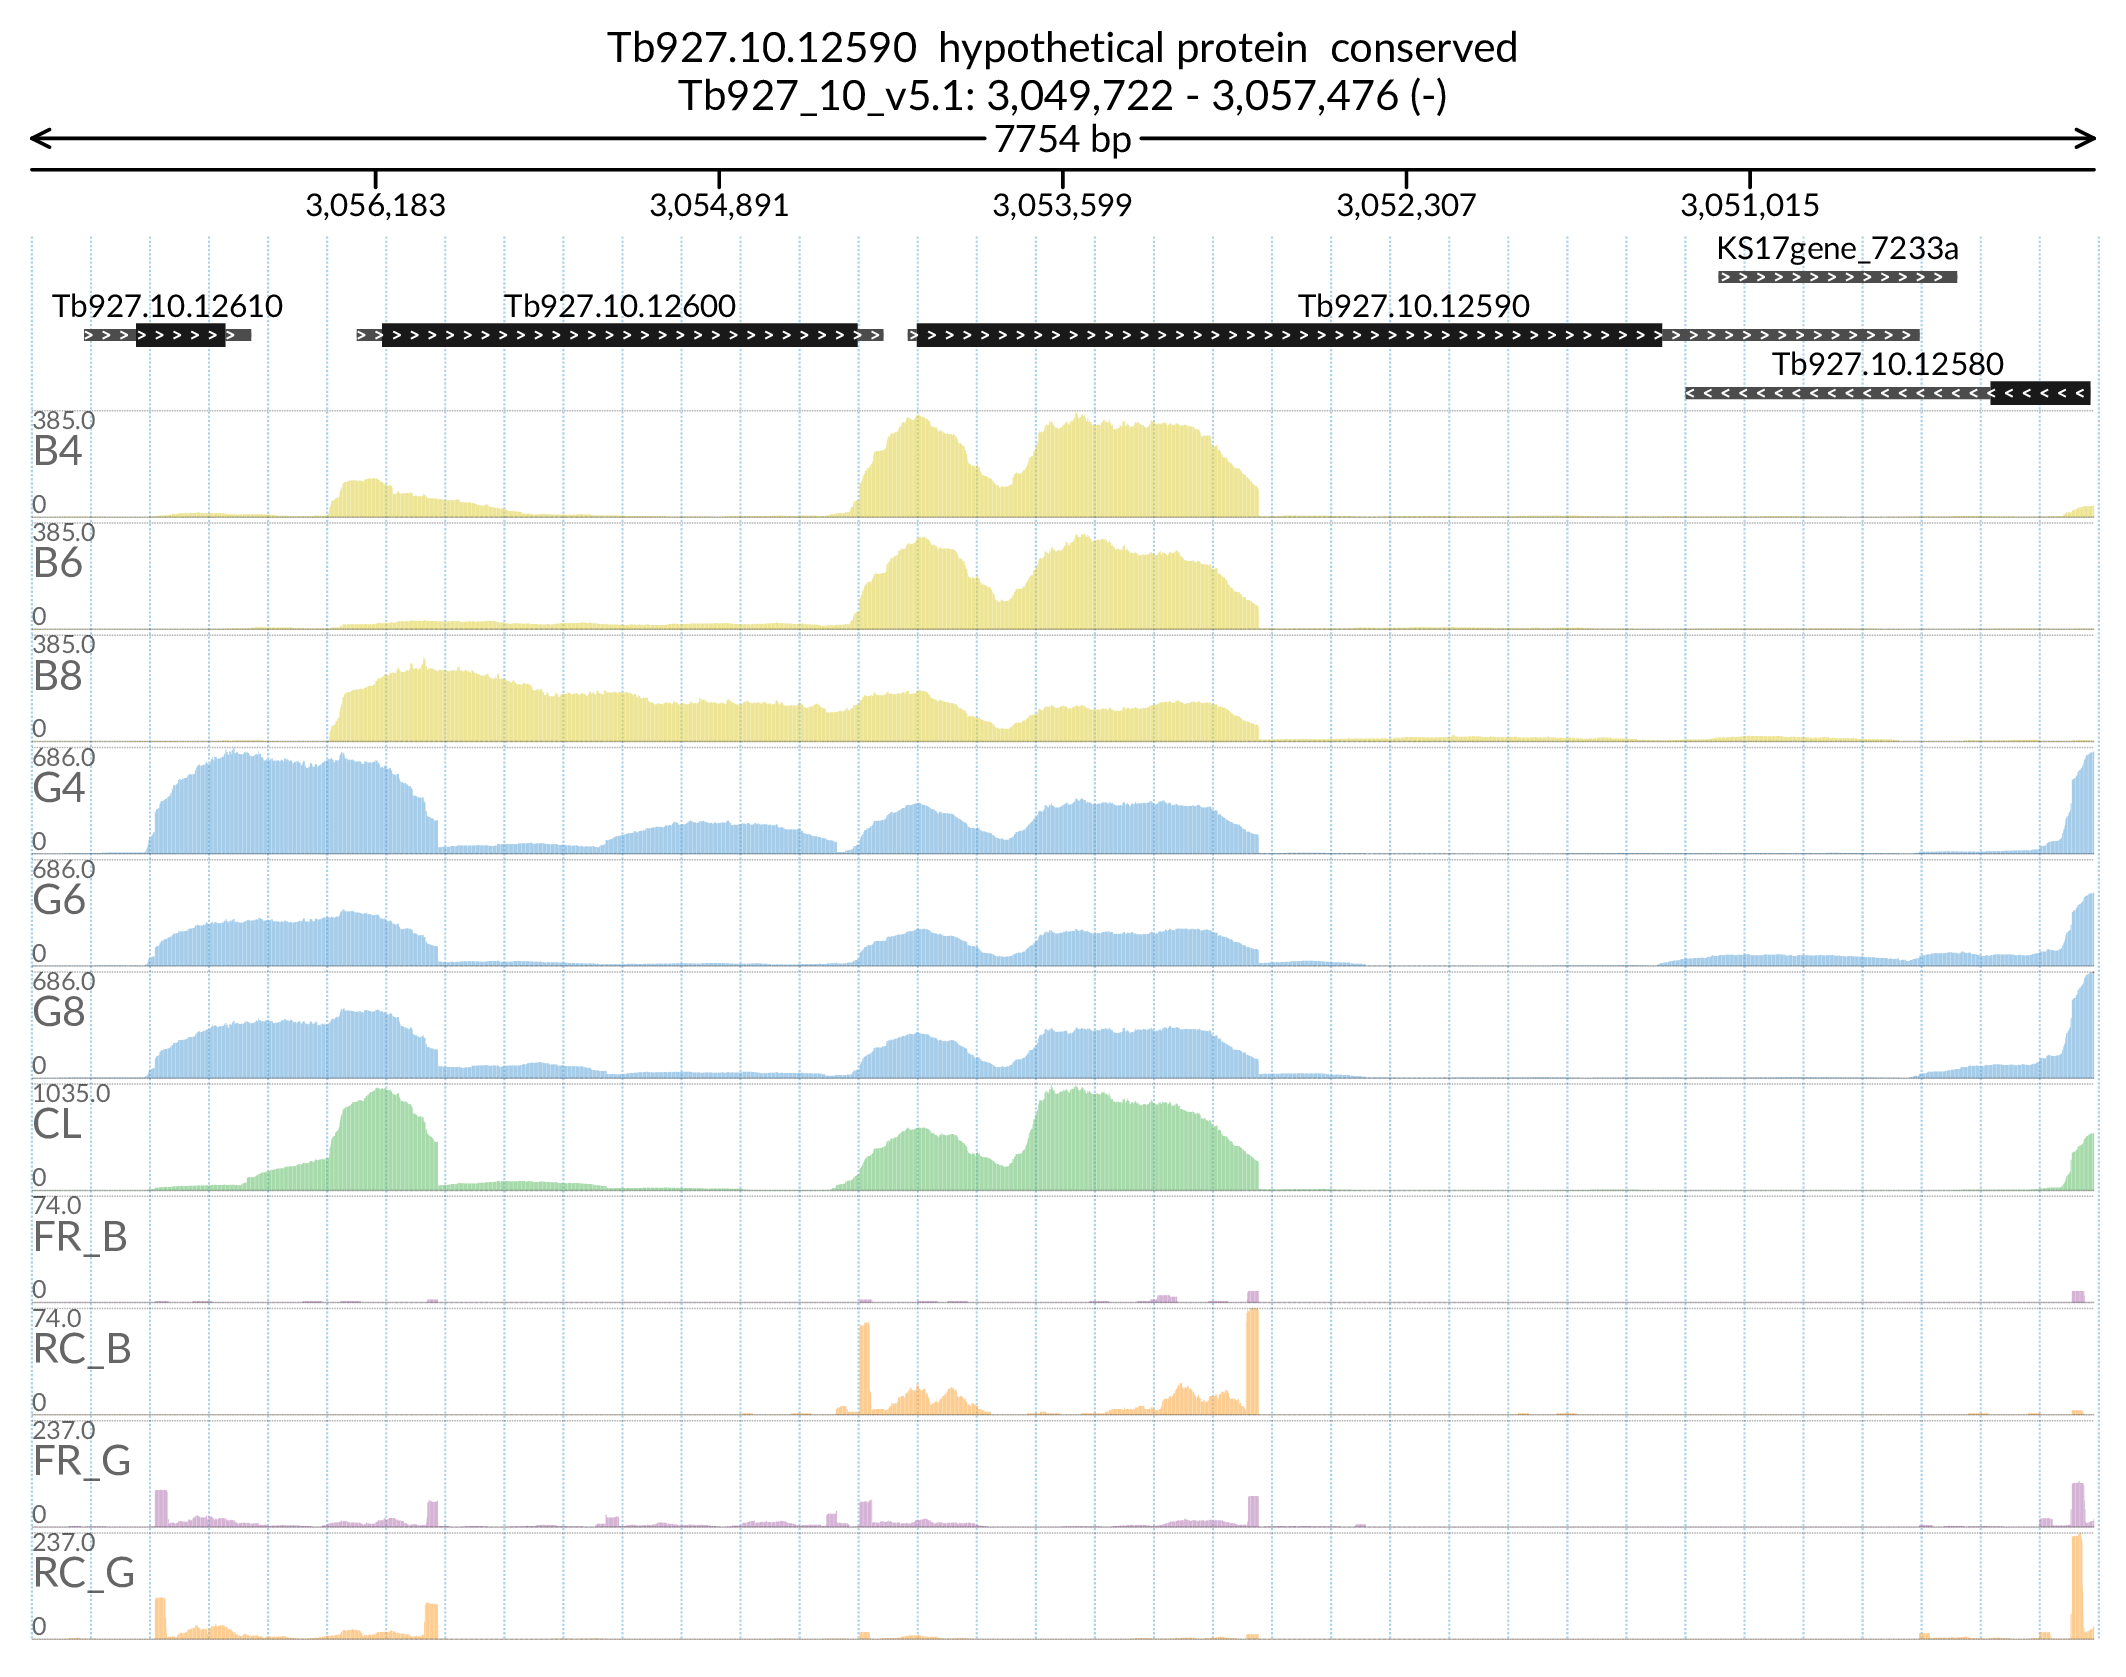 Tb927.10.12590  hypothetical protein  conserved
Tb927_10_v5.1: 3,049,722 - 3,057,476 (-)
7754 bp
3,056,183 3,054,891 3,053,599 3,052,307 3,051,015
KS17gene_7233a
Tb927.10.12610 Tb927.10.12600 Tb927.10.12590
Tb927.10.12580
385.0
B4
0
385.0
B6
0
385.0
B8
0
686.0
G4
0
686.0
G6
0
686.0
G8
0
1035.0
CL
0
74.0
FR_B
0
74.0
RC_B
0
237.0
FR_G
0
237.0
RC_G
0